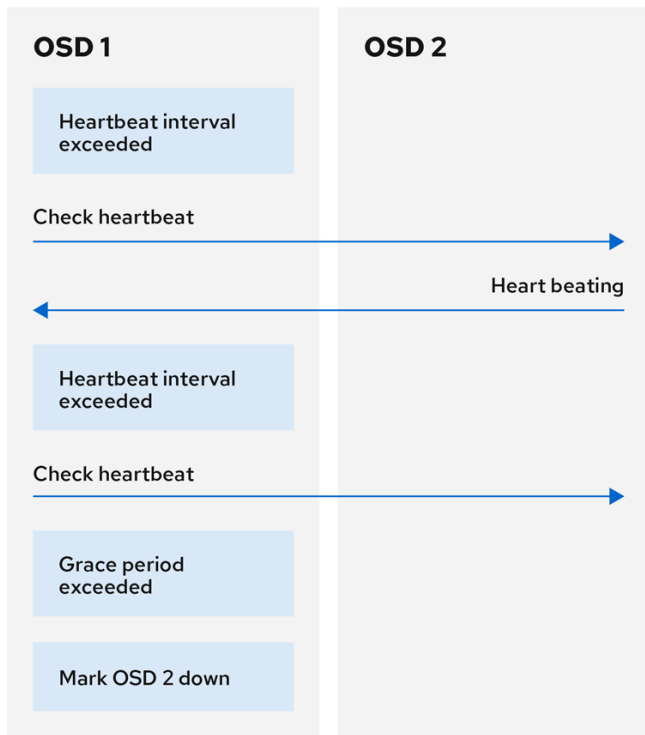 OSD 1
OSD 2
Heartbeat interval
exceeded
Check heartbeat
Heart beating
Heartbeat interval
exceeded
Check heartbeat
Grace period
exceeded
Mark OSD 2 down